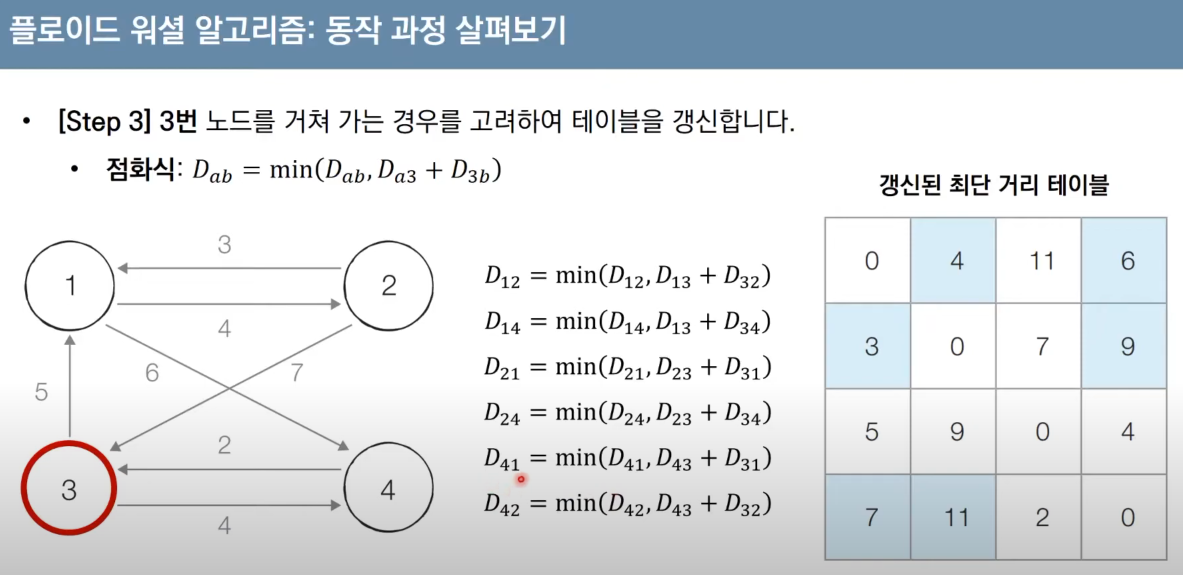 플로이드 워셜 알고리즘: 동작 과정 살펴보기
• [Step 3] 3번 노드를 거쳐 가는 경우를 고려하여 테이블을 갱신합니다.
• 점화식: D_ab = min(D_ab, D_a3 + D_3b)
1
2
3
4
3
4
5
6
7
2
4
D_12 = min(D_12, D_13 + D_32)
D_14 = min(D_14, D_13 + D_34)
D_21 = min(D_21, D_23 + D_31)
D_24 = min(D_24, D_23 + D_34)
D_41 = min(D_41, D_43 + D_31)
D_42 = min(D_42, D_43 + D_32)
갱신된 최단 거리 테이블
0 4 11 6
3 0 7 9
5 9 0 4
7 11 2 0